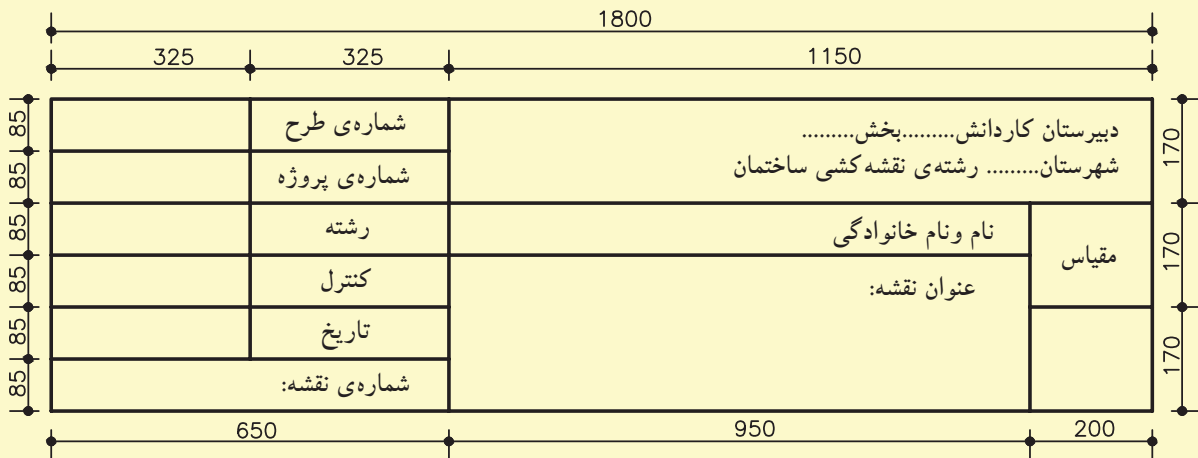 1800
325
325
1150
دبیرستان کاردانش.........بخش.........
شهرستان......... رشته‌ی نقشه‌کشی ساختمان
نام ونام خانوادگی
عنوان نقشه:
مقیاس
شماره‌ی طرح
شماره‌ی پروژه
رشته
کنترل
تاریخ
شماره‌ی نقشه:
85
85
85
85
85
85
170
170
170
650
950
200